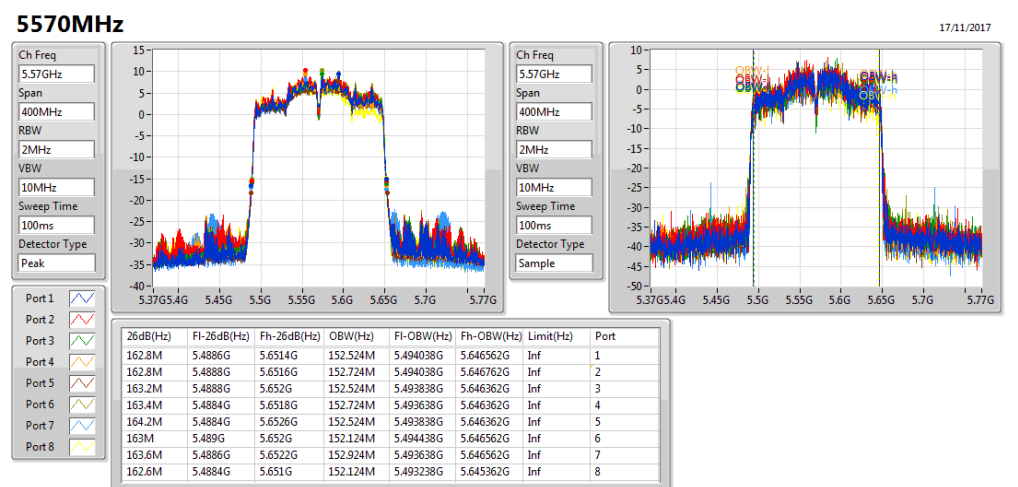 5570MHz
17/11/2017
Ch Freq
5.57GHz
Span
400MHz
RBW
2MHz
VBW
10MHz
Sweep Time
100ms
Detector Type
Peak
15
10
5
0
-5
-10
-15
-20
-25
-30
-35
-40
5.37G 5.4G 5.45G 5.5G 5.55G 5.6G 5.65G 5.7G 5.77G
Ch Freq
5.57GHz
Span
400MHz
RBW
2MHz
VBW
10MHz
Sweep Time
100ms
Detector Type
Sample
10
5
0
-5
-10
-15
-20
-25
-30
-35
-40
-45
-50
OBW-h
OBW-h
5.37G 5.4G 5.45G 5.5G 5.55G 5.6G 5.65G 5.7G 5.77G
Port 1
Port 2
Port 3
Port 4
Port 5
Port 6
Port 7
Port 8
26dB(Hz) Fl-26dB(Hz) Fh-26dB(Hz) OBW(Hz) Fl-OBW(Hz) Fh-OBW(Hz) Limit(Hz) Port
162.8M 5.4886G 5.6514G 152.524M 5.494038G 5.646562G Inf 1
162.8M 5.4888G 5.6516G 152.724M 5.494038G 5.646762G Inf 2
163.2M 5.4888G 5.652G 152.524M 5.493838G 5.646362G Inf 3
163.4M 5.4884G 5.6518G 152.724M 5.493638G 5.646362G Inf 4
164.2M 5.4884G 5.6526G 152.524M 5.493838G 5.646362G Inf 5
163M 5.489G 5.652G 152.124M 5.494438G 5.646562G Inf 6
163.6M 5.4886G 5.6522G 152.924M 5.493638G 5.646562G Inf 7
162.6M 5.4884G 5.651G 152.124M 5.493238G 5.645362G Inf 8